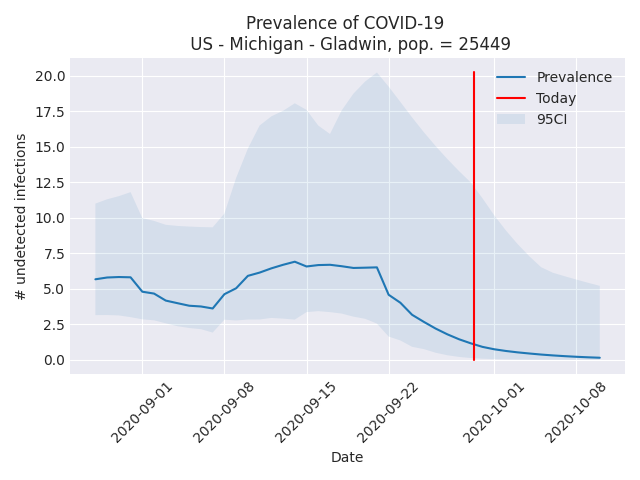 Prevalence of COVID-19
US - Michigan - Gladwin, pop. = 25449
Prevalence
Today
95CI
# undetected infections
20.0
17.5
15.0
12.5
10.0
7.5
5.0
2.5
0.0
2020-09-01
2020-09-08
2020-09-15
2020-09-22
2020-10-01
2020-10-08
Date